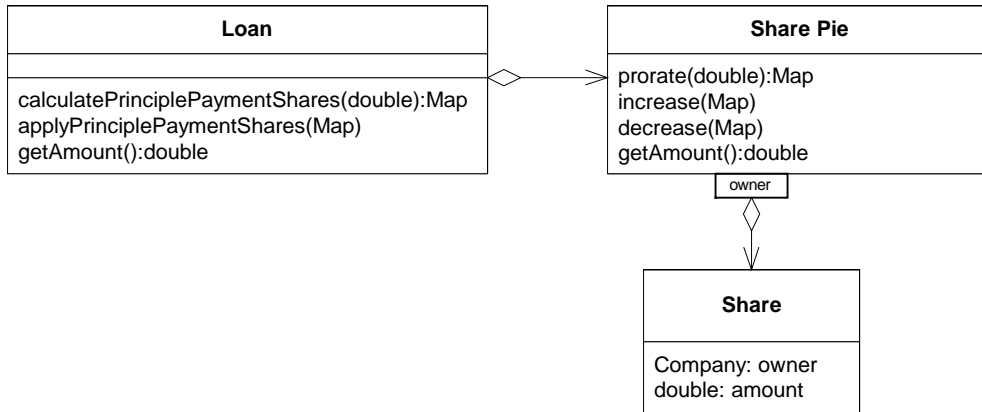 Loan
calculatePrinciplePaymentShares(double):Map
applyPrinciplePaymentShares(Map)
getAmount():double
Share Pie
prorate(double):Map
increase(Map)
decrease(Map)
getAmount():double
owner
Share
Company: owner
double: amount